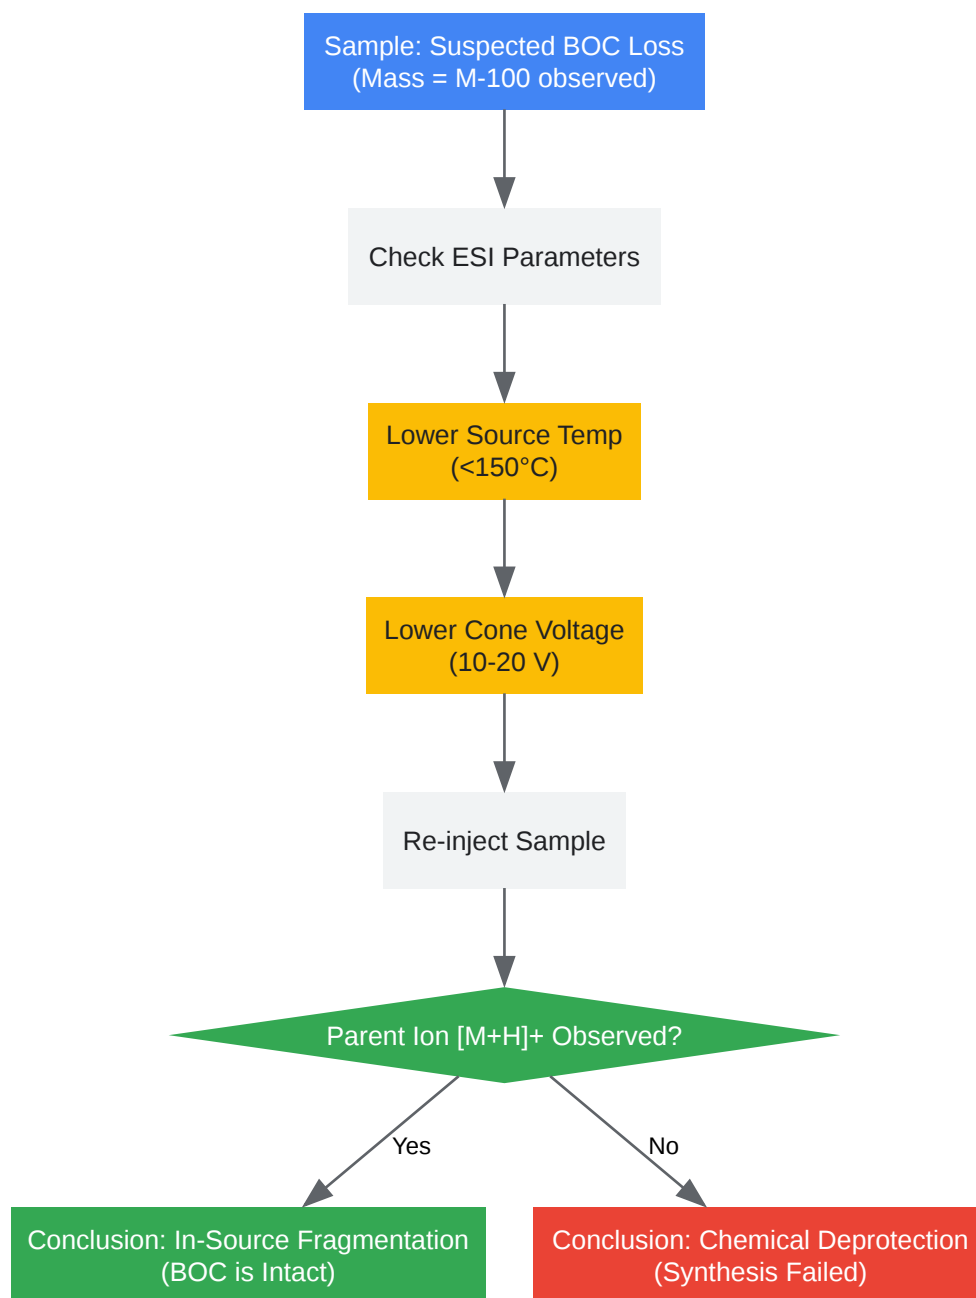 Sample: Suspected BOC Loss
(Mass = M-100 observed)
Check ESI Parameters
Lower Source Temp
(<150°C)
Lower Cone Voltage
(10-20 V)
Re-inject Sample
Parent Ion [M+H]+ Observed?
Yes
No
Conclusion: In-Source Fragmentation
(BOC is Intact)
Conclusion: Chemical Deprotection
(Synthesis Failed)